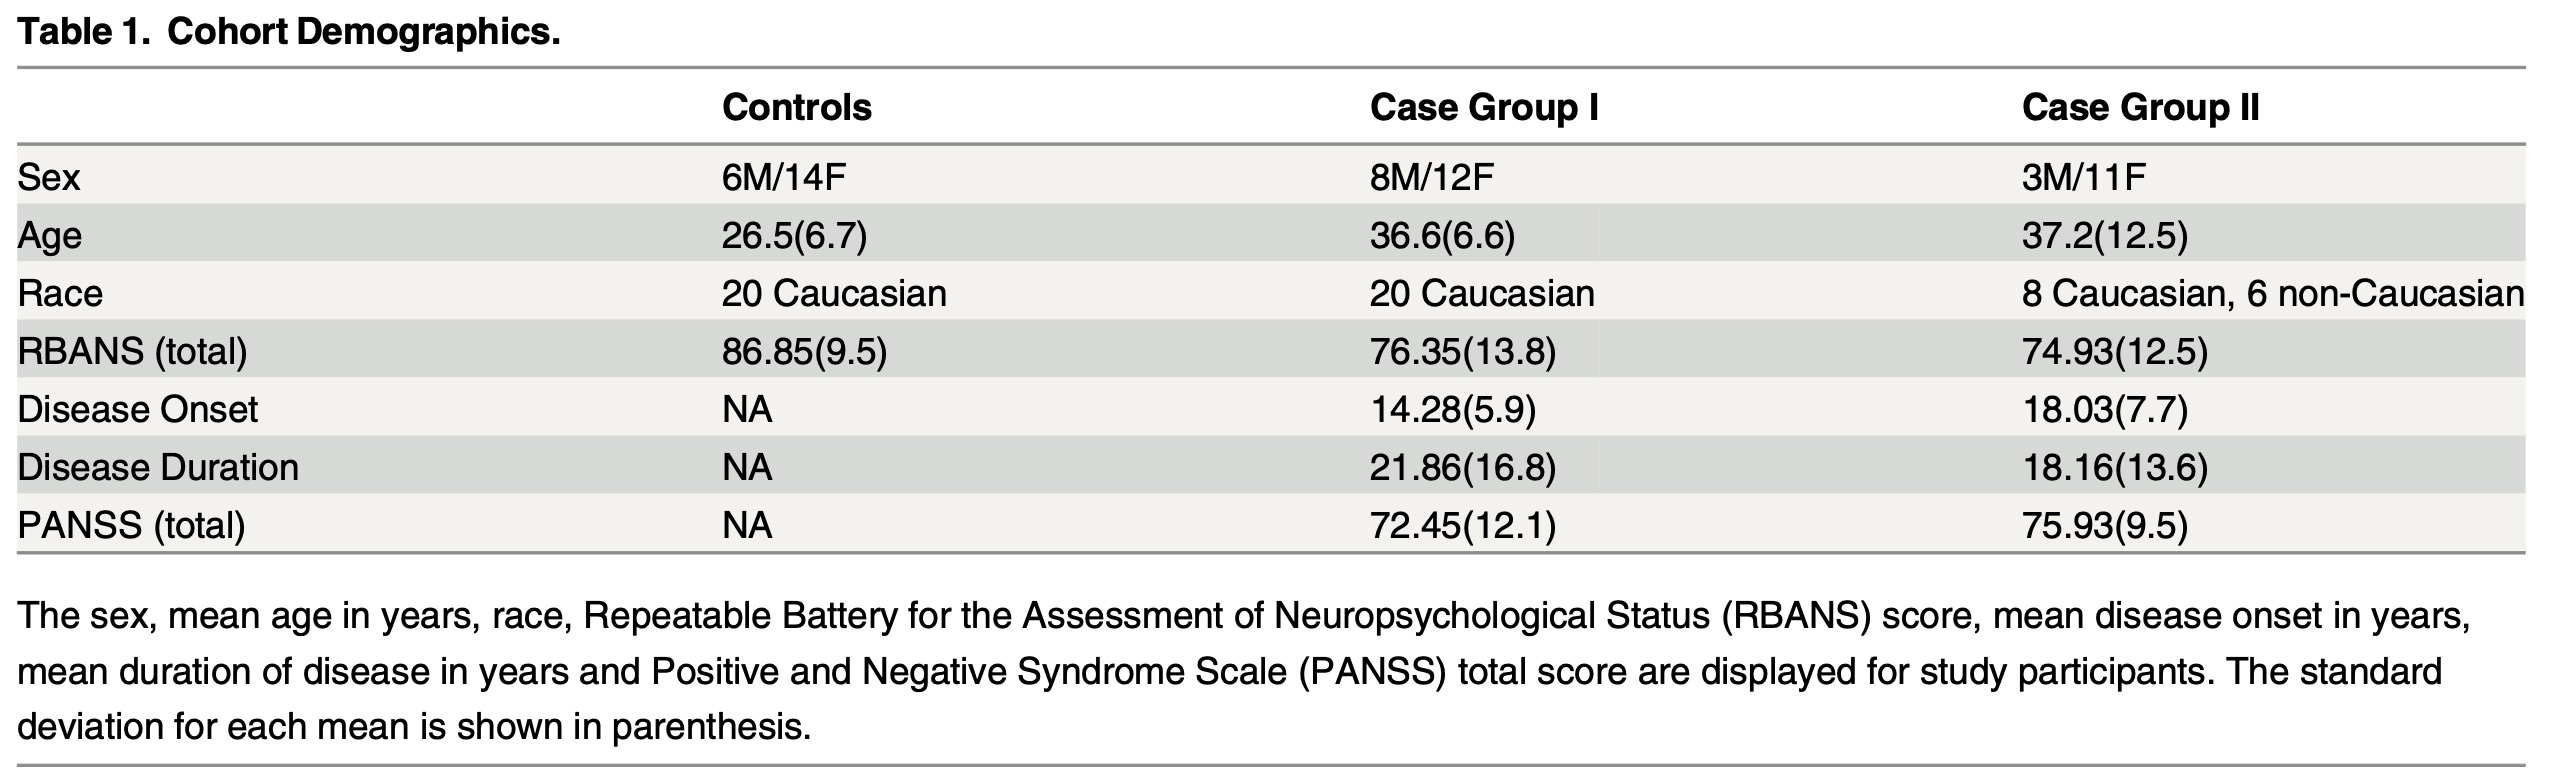 Table 1. Cohort Demographics.
Controls Case Group I Case Group II
Sex 6M/14F 8M/12F 3M/11F
Age 26.5(6.7) 36.6(6.6) 37.2(12.5)
Race 20 Caucasian 20 Caucasian 8 Caucasian, 6 non-Caucasian
RBANS (total) 86.85(9.5) 76.35(13.8) 74.93(12.5)
Disease Onset NA 14.28(5.9) 18.03(7.7)
Disease Duration NA 21.86(16.8) 18.16(13.6)
PANSS (total) NA 72.45(12.1) 75.93(9.5)
The sex, mean age in years, race, Repeatable Battery for the Assessment of Neuropsychological Status (RBANS) score, mean disease onset in years,
mean duration of disease in years and Positive and Negative Syndrome Scale (PANSS) total score are displayed for study participants. The standard
deviation for each mean is shown in parenthesis.